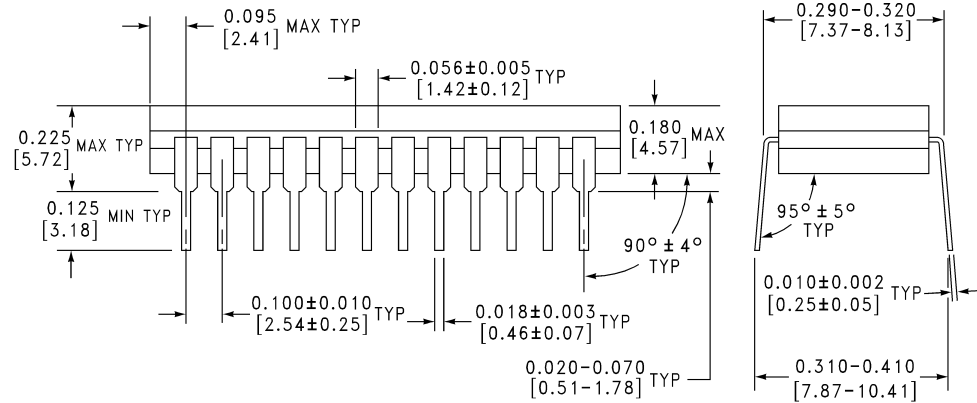 0.095
[2.41] MAX TYP
0.290–0.320
[7.37–8.13]
0.056±0.005
[1.42±0.12] TYP
0.225
[5.72] MAX TYP
0.180
[4.57] MAX
0.125
[3.18] MIN TYP
90° ± 4°
TYP
95° ± 5°
TYP
0.100±0.010
[2.54±0.25] TYP
0.018±0.003
[0.46±0.07] TYP
0.010±0.002
[0.25±0.05] TYP
0.020–0.070
[0.51–1.78] TYP
0.310–0.410
[7.87–10.41]